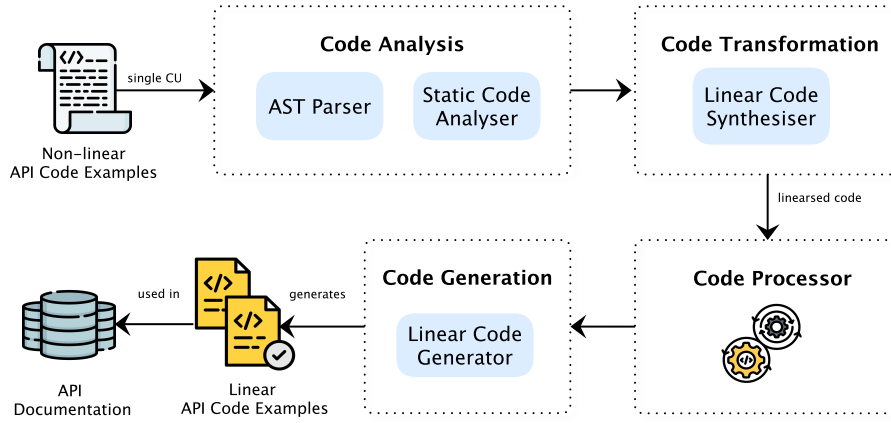 Code Analysis
Code Transformation
</>
single CU
AST Parser
Static Code
Analyser
Linear Code
Synthesiser
Non-linear
API Code Examples
linearsed code
</>
</>
Code Generation
Code Processor
used in
generates
Linear Code
Generator
</>
API
Documentation
Linear
API Code Examples